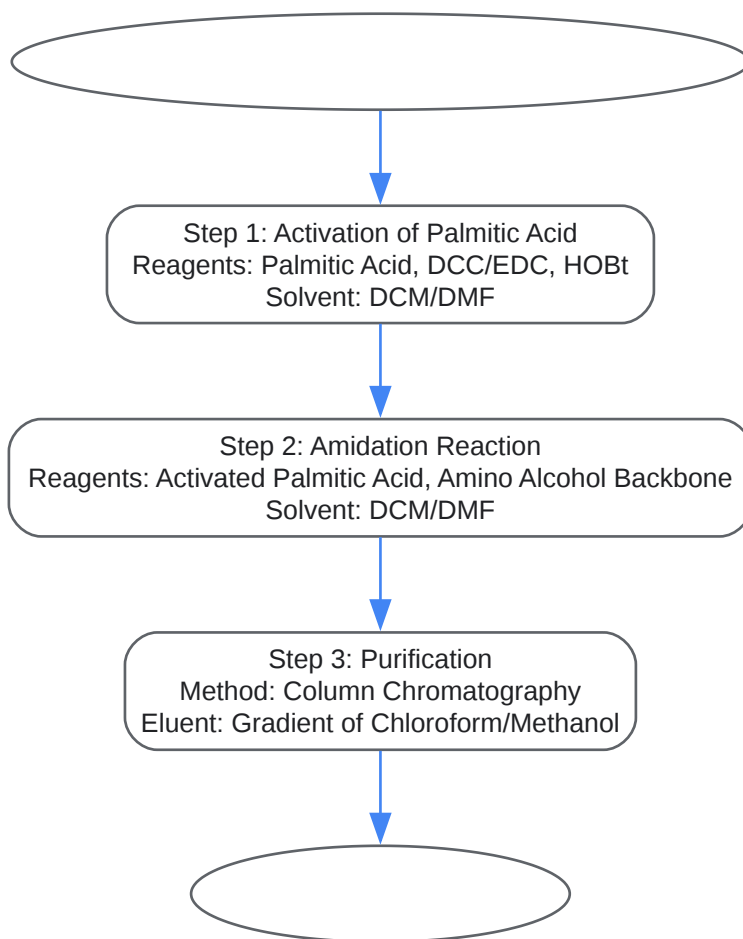 Step 1: Activation of Palmitic Acid
Reagents: Palmitic Acid, DCC/EDC, HOBt
Solvent: DCM/DMF
Step 2: Amidation Reaction
Reagents: Activated Palmitic Acid, Amino Alcohol Backbone
Solvent: DCM/DMF
Step 3: Purification
Method: Column Chromatography
Eluent: Gradient of Chloroform/Methanol